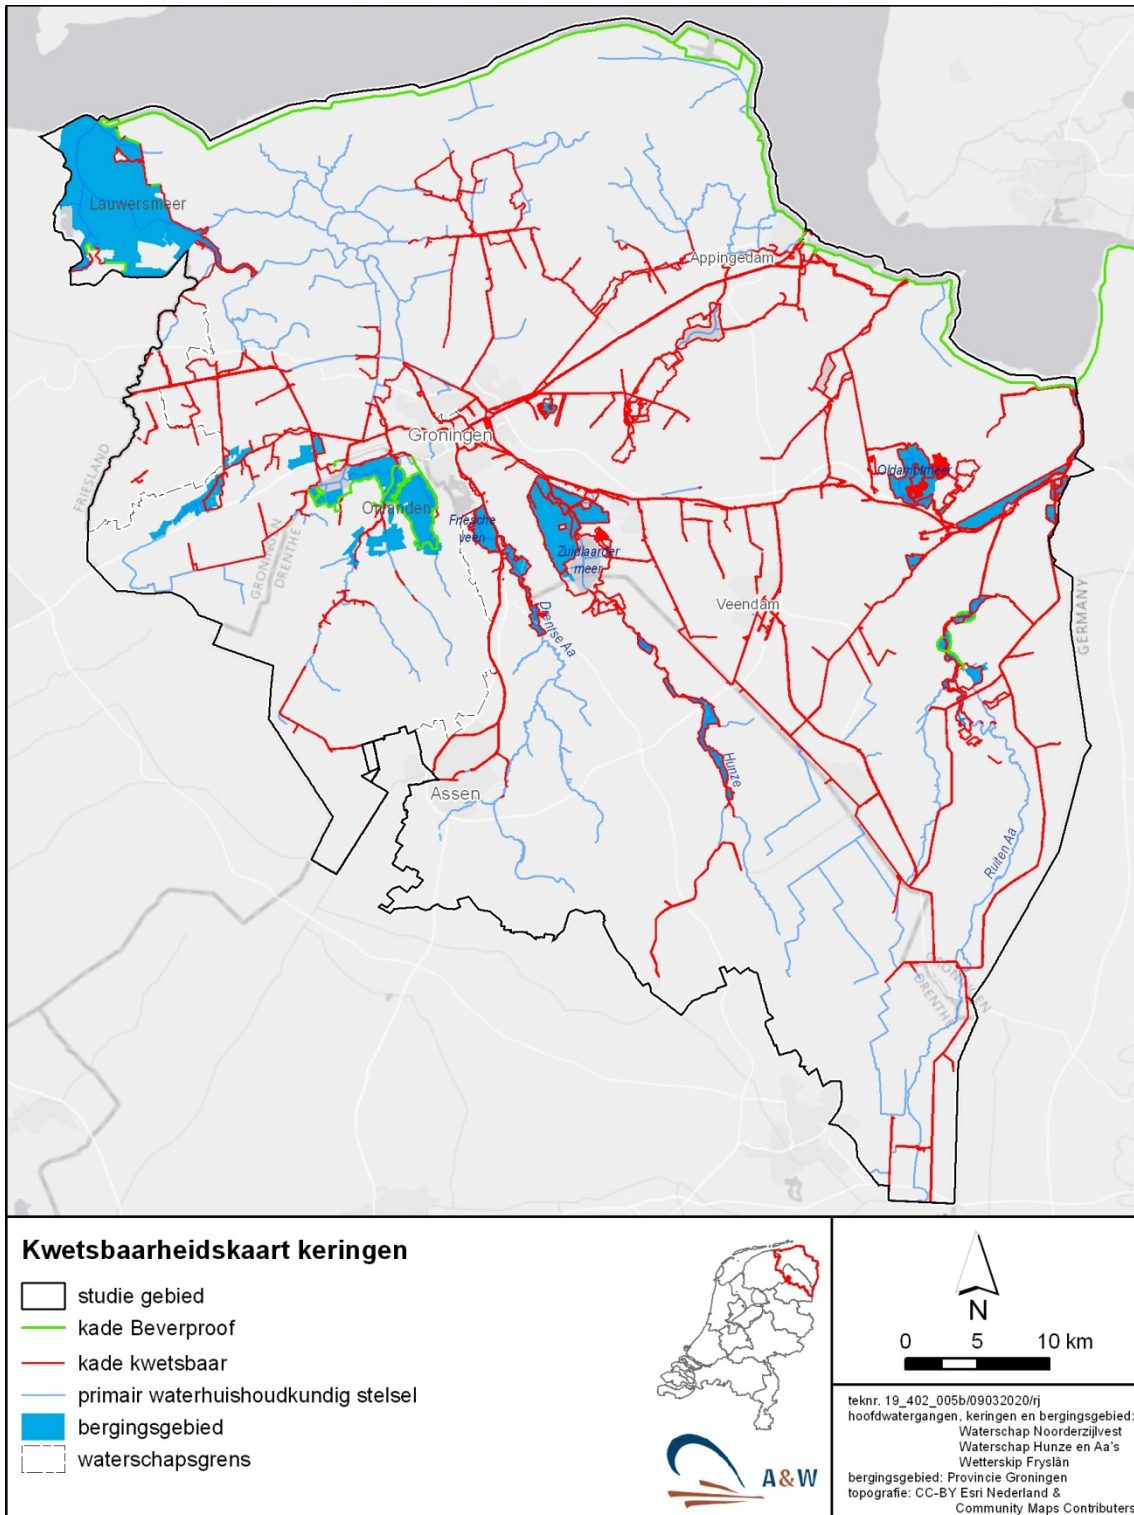 Lauwersmeer
Appingedam
Groningen
FRIESLAND
Oldambtmeer
Onlanden
Friesche
veen
GRONINGEN
DRENTHE
Zuidlaarder
meer
Veendam
GERMANY
Drentse Aa
Hunze
Assen
Ruiten Aa
GRONINGEN
DRENTHE
Kwetsbaarheidskaart keringen
studie gebied
kade Beverproof
kade kwetsbaar
primair waterhuishoudkundig stelsel
bergingsgebied
waterschapsgrens
A&W
N
0 5 10 km
teknr. 19_402_005b/09032020/rj
hoofdwatergangen, keringen en bergingsgebied:
Waterschap Noorderzijlvest
Waterschap Hunze en Aa's
Wetterskip Fryslân
bergingsgebied: Provincie Groningen
topografie: CC-BY Esri Nederland &
Community Maps Contributers